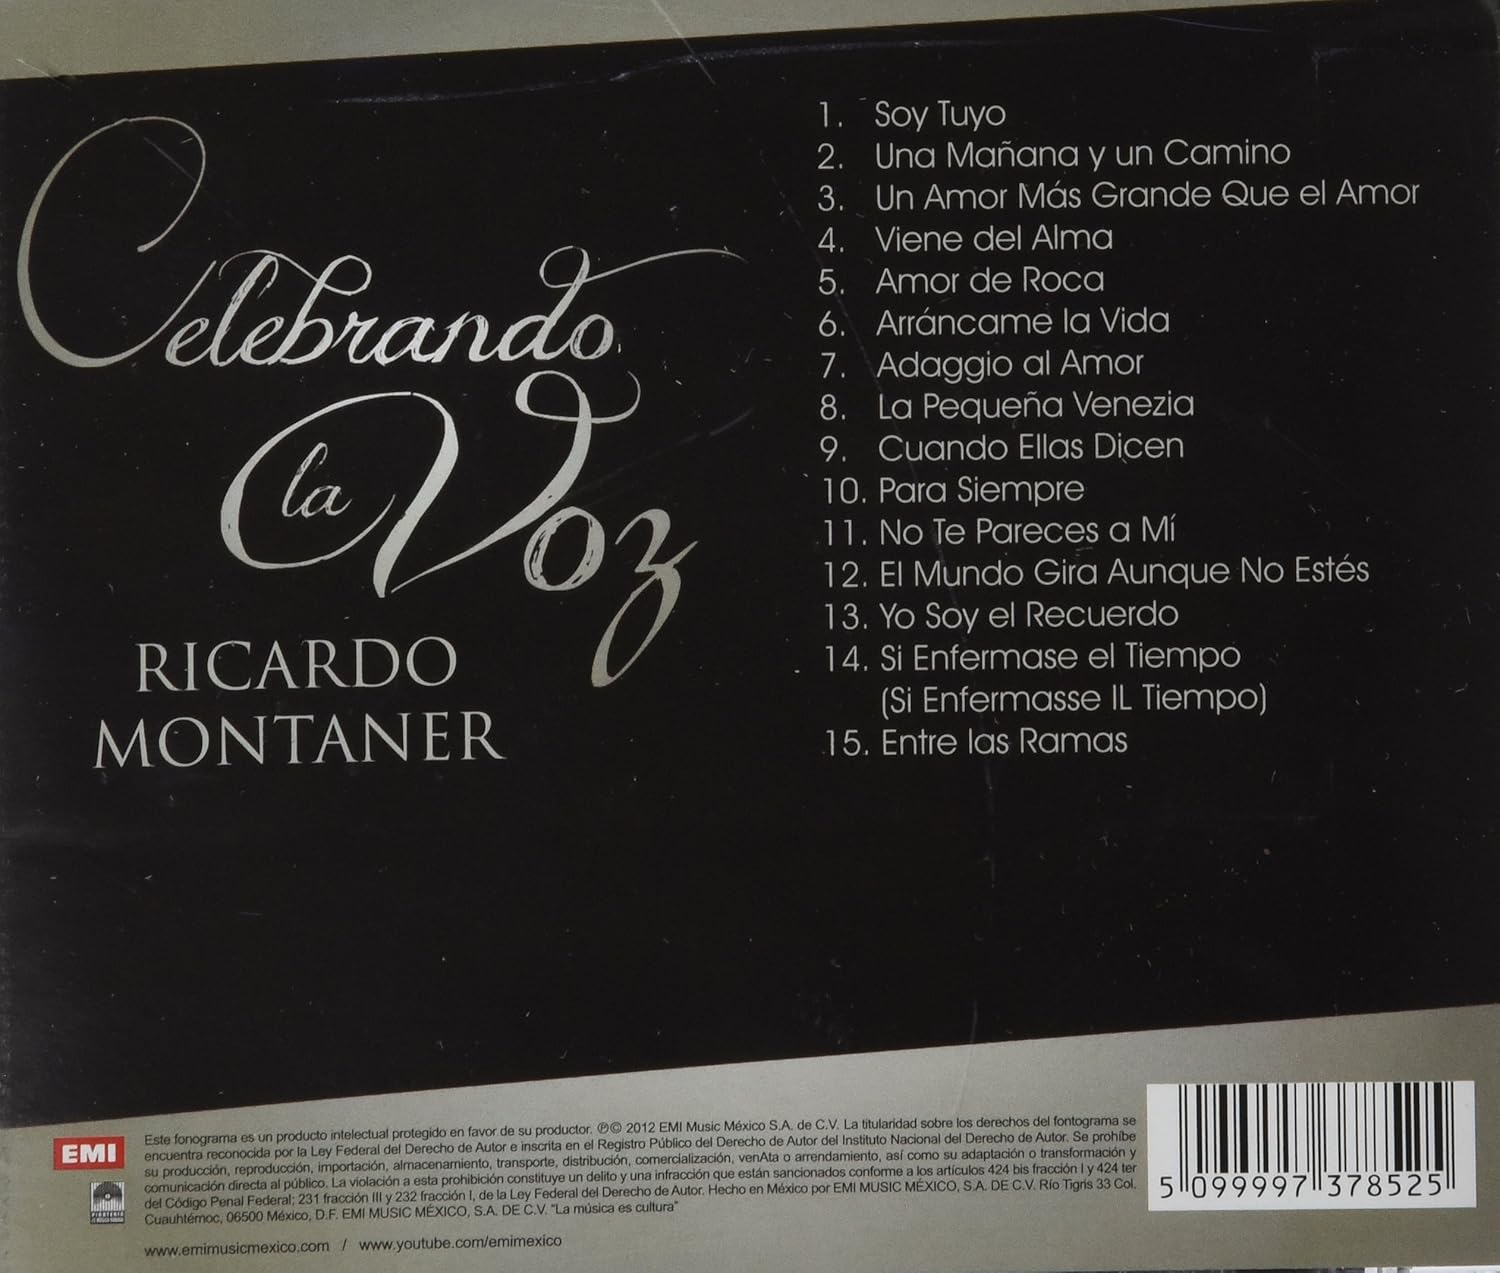 Celebrando
la Voz
RICARDO
MONTANER
1. Soy Tuyo
2. Una Mañana y un Camino
3. Un Amor Más Grande Que el Amor
4. Viene del Alma
5. Amor de Roca
6. Arráncame la Vida
7. Adaggio al Amor
8. La Pequeña Venezia
9. Cuando Ellas Dicen
10. Para Siempre
11. No Te Pareces a Mí
12. El Mundo Gira Aunque No Estés
13. Yo Soy el Recuerdo
14. Si Enfermase el Tiempo
(Si Enfermasse IL Tiempo)
15. Entre las Ramas
EMI
Este fonograma es un producto intelectual protegido en favor de su productor. ℗© 2012 EMI Music México S.A. de C.V. La titularidad sobre los derechos del fontograma se
encuentra reconocida por la Ley Federal del Derecho de Autor e inscrita en el Registro Público del Derecho de Autor del Instituto Nacional del Derecho de Autor. Se prohíbe
su producción, reproducción, importación, almacenamiento, transporte, distribución, comercialización, venAta o arrendamiento, así como su adaptación o transformación y
comunicación directa al público. La violación a esta prohibición constituye un delito y una infracción que están sancionados conforme a los artículos 424 bis fracción I y 424 ter
del Código Penal Federal; 231 fracción III y 232 fracción I, de la Ley Federal del Derecho de Autor. Hecho en México por EMI MUSIC MÉXICO, S.A. DE C.V. Río Tigris 33 Col.
Cuauhtémoc, 06500 México, D.F. EMI MUSIC MÉXICO, S.A. DE C.V. "La música es cultura"
www.emimusicmexico.com / www.youtube.com/emimexico
5 099997 378525